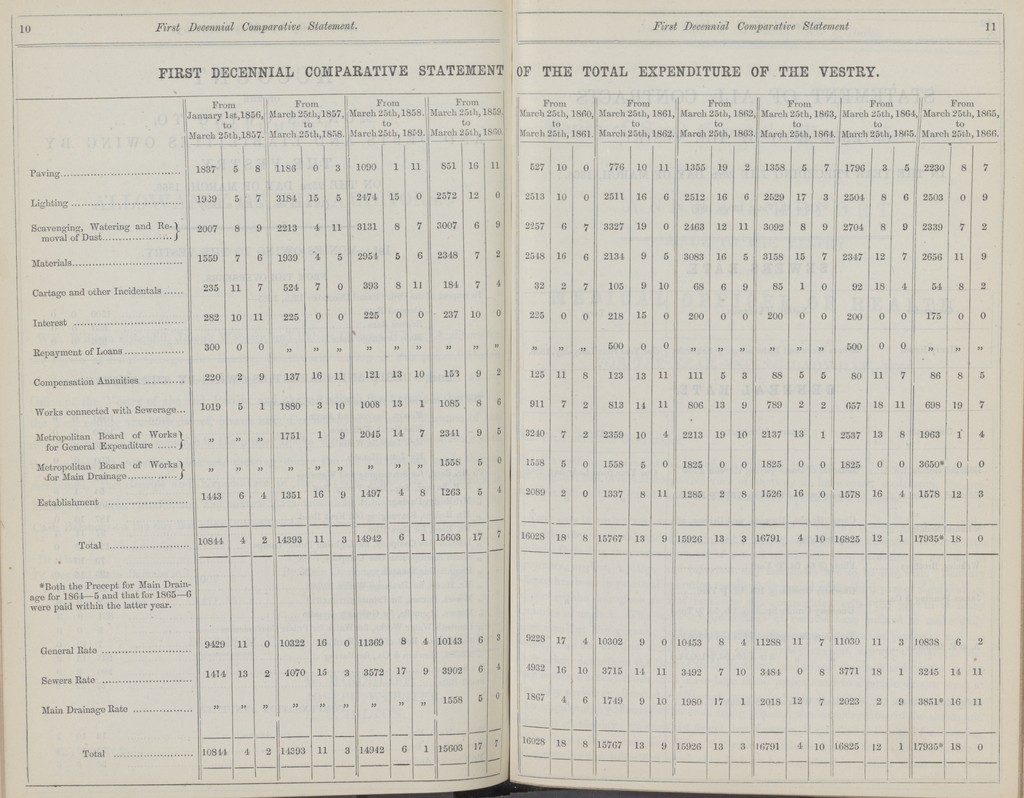 10 First Decennial Comparative Statement.
First Decennial Comparative Statement 11
FIRST DECENNIAL COMPARATIVE STATEMENT OF THE TOTAL EXPENDITURE OF THE VESTRY.
From January 1st, 1856, to March 25th, 1857. | From March 25th, 1857, to March 25th, 1858. | From March 25th, 1858. to March 25th, 1859. | From March 25th, 1859. to March 25th, 1860 | From March 25th, 1860, to March 25th, 1861. | From March 25th, 1861, to March 25th, 1862. | From March 25th, 1862, to March 25th, 1863. | From March 25th, 1863, to March 25th, 1864. | From March 25th, 1864, to March 25th, 1865. | From March 25th, 1865, to March 25th, 1866.
Paving 1837 5 8 | 1186 0 3 | 1090 1 11 | 851 16 11 | 527 10 0 | 776 10 11 | 1355 19 2 | 1358 5 7 | 1796 3 5 | 2230 8 7
Lighting 1939 5 7 | 3184 15 5 | 2474 15 0 | 2572 12 0 | 2513 10 0 | 2511 16 6 | 2512 16 6 | 2529 17 3 | 2504 8 6 | 2503 0 9
Scavenging, Watering and Re-
moval of Dust 2007 8 9 | 2213 4 11 | 3131 8 7 | 3007 6 9 | 2257 6 7 | 3327 19 0 | 2463 12 11 | 3092 8 9 | 2704 8 9 | 2339 7 2
Materials 1559 7 6 | 1939 4 5 | 2954 5 6 | 2348 7 2 | 2548 16 6 | 2134 9 5 | 3083 16 5 | 3158 15 7 | 2347 12 7 | 2656 11 9
Cartage and other Incidentals 235 11 7 | 524 7 0 | 393 8 11 | 184 7 4 | 32 2 7 | 105 9 10 | 68 6 9 | 85 1 0 | 92 18 4 | 54 8 2
Interest 282 10 11 | 225 0 0 | 225 0 0 | 237 10 0 | 225 0 0 | 218 15 0 | 200 0 0 | 200 0 0 | 200 0 0 | 175 0 0
Repayment of Loans 300 0 0 | „ „ „ | „ „ „ | „ „ „ | „ „ „ | 500 0 0 | „ „ „ | „ „ „ | 500 0 0 | „ „ „
Compensation Annuities 220 2 9 | 137 16 11 | 121 13 10 | 153 9 2 | 125 11 8 | 123 13 11 | 111 5 3 | 88 5 5 | 80 11 7 | 86 8 5
Works connected with Sewerage... 1019 5 1 | 1880 3 10 | 1008 13 1 | 1085 8 6 | 911 7 2 | 813 14 11 | 806 13 9 | 789 2 2 | 657 18 11 | 698 19 7
Metropolitan Board of Works
for General Expenditure „ „ „ | 1751 1 9 | 2045 14 7 | 2341 9 5 | 3240 7 2 | 2359 10 4 | 2213 19 10 | 2137 13 1 | 2537 13 8 | 1963 1 4
Metropolitan Board of Works
for Main Drainage „ „ „ | „ „ „ | „ „ „ | 1558 5 0 | 1558 5 0 | 1558 5 0 | 1825 0 0 | 1825 0 0 | 1825 0 0 | 3650* 0 0
Establishment 1443 6 4 | 1351 16 9 | 1497 4 8 | 1263 5 4 | 2089 2 0 | 1337 8 11 | 1285 2 8 | 1526 16 0 | 1578 16 4 | 1578 12 3
Total 10844 4 2 | 14393 11 3 | 14942 6 1 | 15603 17 7 | 16028 18 8 | 15767 13 9 | 15926 13 3 | 16791 4 10 | 16825 12 1 | 17935* 18 0
*Both the Precept for Main Drain-
age for 1864—5 and that for 1865—6
were paid within the latter year.
General Rate 9429 11 0 | 10322 16 0 | 11369 8 4 | 10143 6 3 | 9228 17 4 | 10302 9 0 | 10453 8 4 | 11288 11 7 | 11030 11 3 | 10838 6 2
Sewers Rate 1414 13 2 | 4070 15 3 | 3572 17 9 | 3902 6 4 | 4932 16 10 | 3715 14 11 | 3492 7 10 | 3484 0 8 | 3771 18 1 | 3245 14 11
Main Drainage Rate „ „ „ | „ „ „ | „ „ „ | 1558 5 0 | 1867 4 6 | 1749 9 10 | 1980 17 1 | 2018 12 7 | 2023 2 9 | 3851* 16 11
Total 10844 4 2 | 14393 11 3 | 14942 6 1 | 15603 17 7 | 16028 18 8 | 15767 13 9 | 15926 13 3 | 16791 4 10 | 16825 12 1 | 17935* 18 0